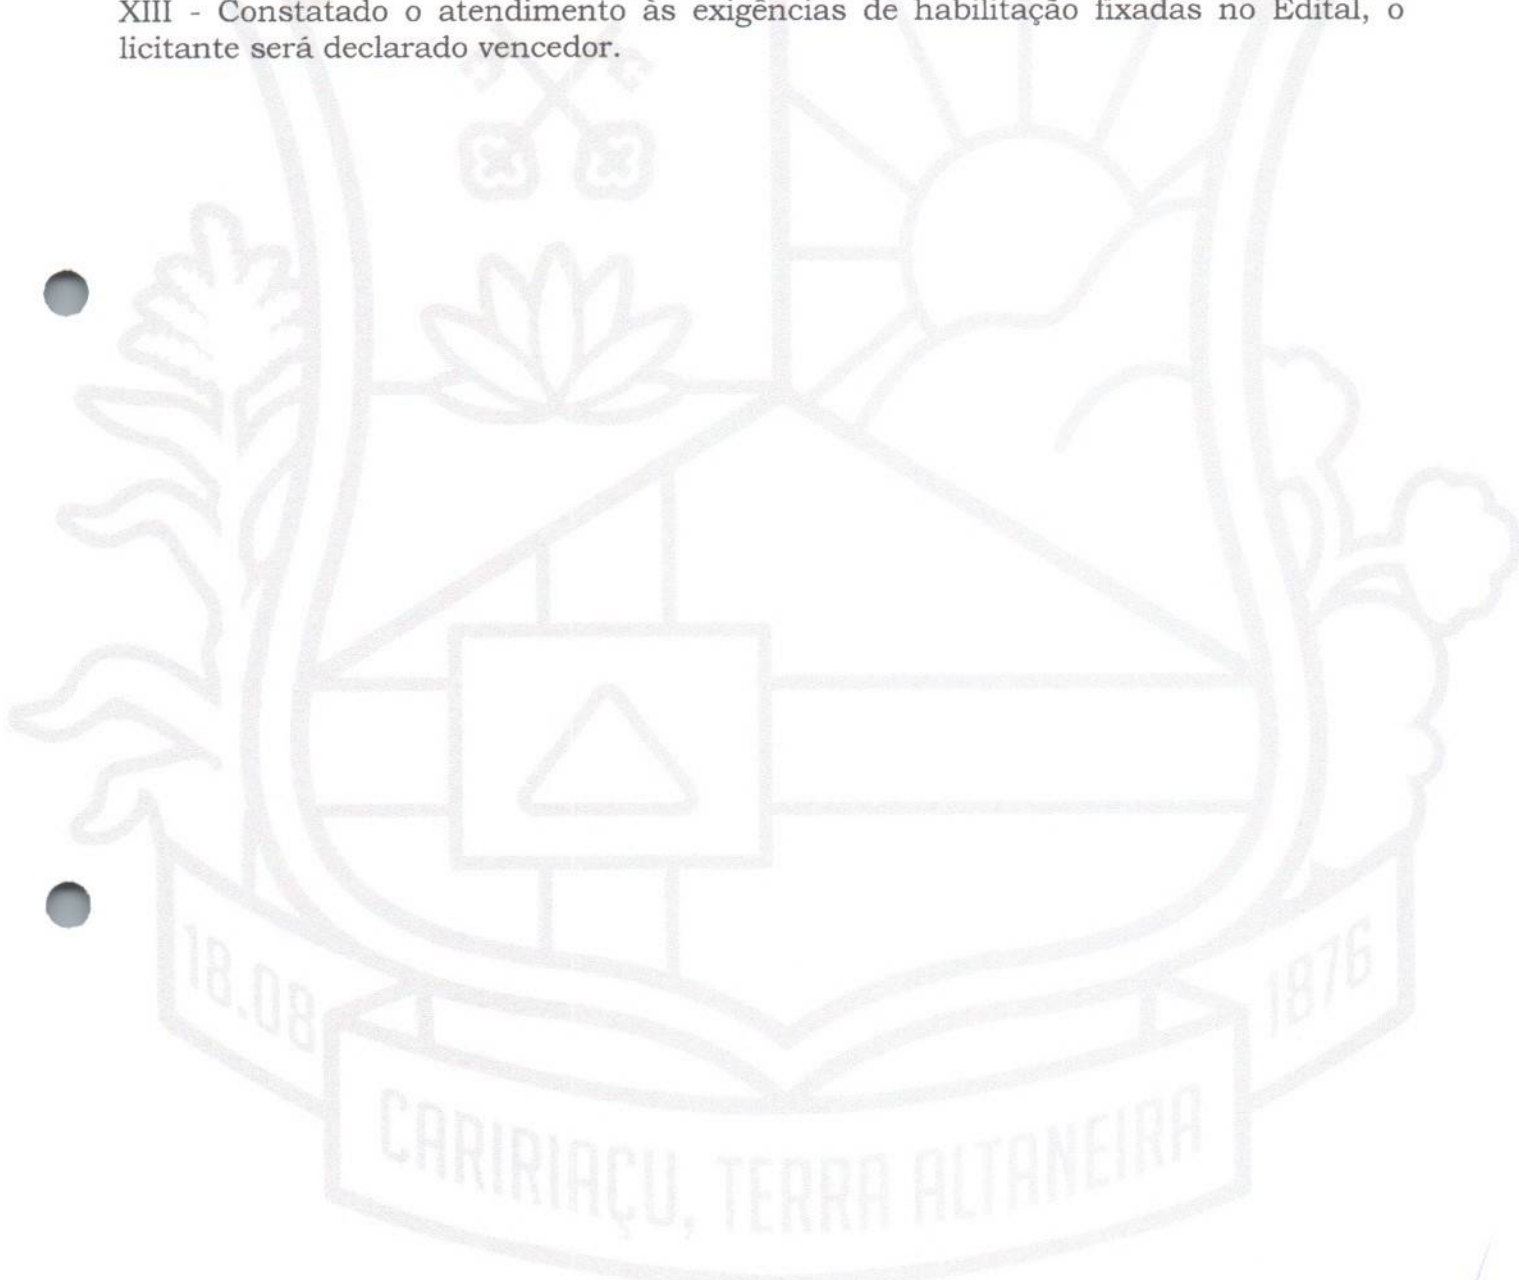 XIII - Constatado o atendimento às exigências de habilitação fixadas no Edital, o
licitante será declarado vencedor.
18.08
1876
CARIRIAÇU, TERRA ALTANEIRA